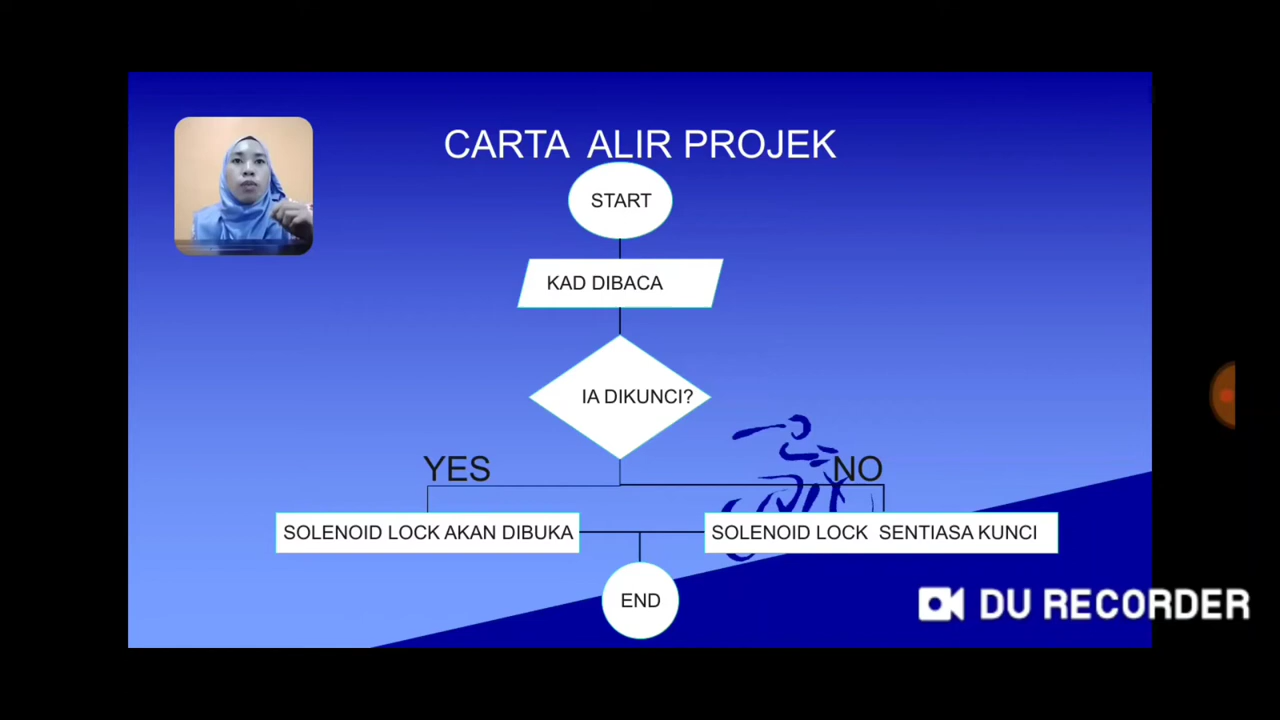 CARTA ALIR PROJEK
START
KAD DIBACA
IA DIKUNCI?
YES
NO
SOLENOID LOCK AKAN DIBUKA
SOLENOID LOCK SENTIASA KUNCI
END
DU RECORDER